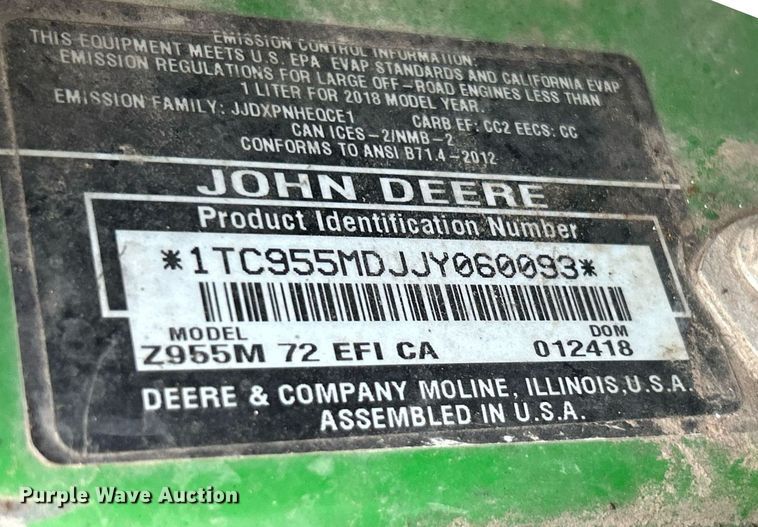 EMISSION CONTROL INFORMATION:
THIS EQUIPMENT MEETS U.S. EPA EVAP STANDARDS AND CALIFORNIA EVAP
EMISSION REGULATIONS FOR LARGE OFF-ROAD ENGINES LESS THAN
1 LITER FOR 2018 MODEL YEAR.
EMISSION FAMILY: JJDXPNHEQCE1 CARB EF: CC2 EECS: CC
CAN ICES-2/NMB-2
CONFORMS TO ANSI B71.4-2012
JOHN DEERE
Product Identification Number
*1TC955MDJJY060093*
MODEL DOM
Z955M 72 EFI CA 012418
DEERE & COMPANY MOLINE, ILLINOIS, U.S.A.
ASSEMBLED IN U.S.A.
Purple Wave Auction